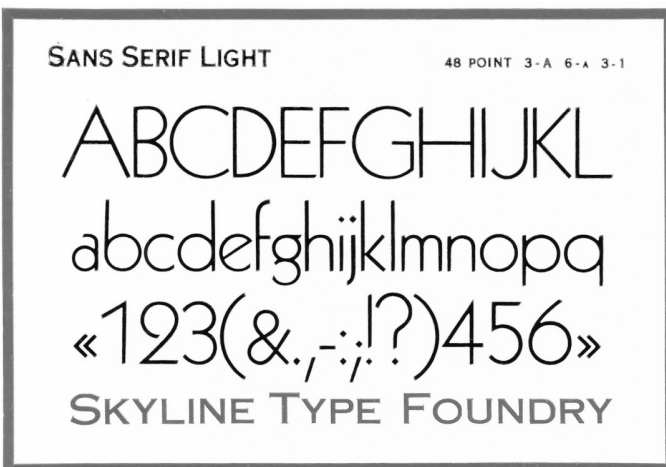 SANS SERIF LIGHT
48 POINT 3-A 6-A 3-1
ABCDEFGHIJKL
abcdefghijklmnopq
«123(&.,-:;!?)456»
SKYLINE TYPE FOUNDRY